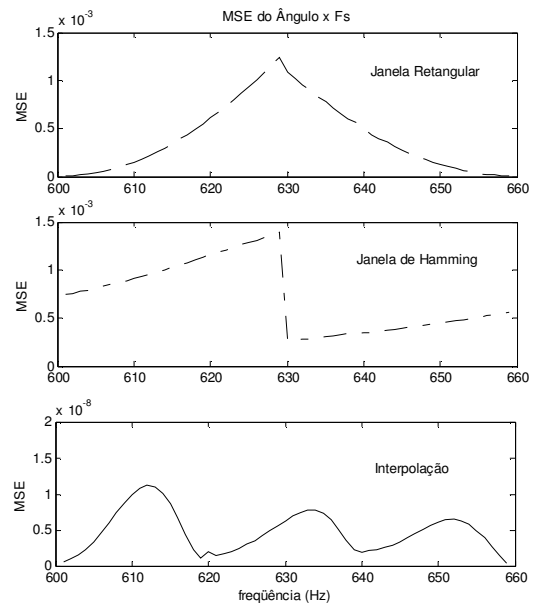 MSE do Ângulo x Fs
x 10-3
1.5
1
0.5
0
MSE
Janela Retangular
600 610 620 630 640 650 660
x 10-3
1.5
1
0.5
0
MSE
Janela de Hamming
600 610 620 630 640 650 660
x 10-8
2
1.5
1
0.5
0
MSE
Interpolação
600 610 620 630 640 650 660
freqüência (Hz)